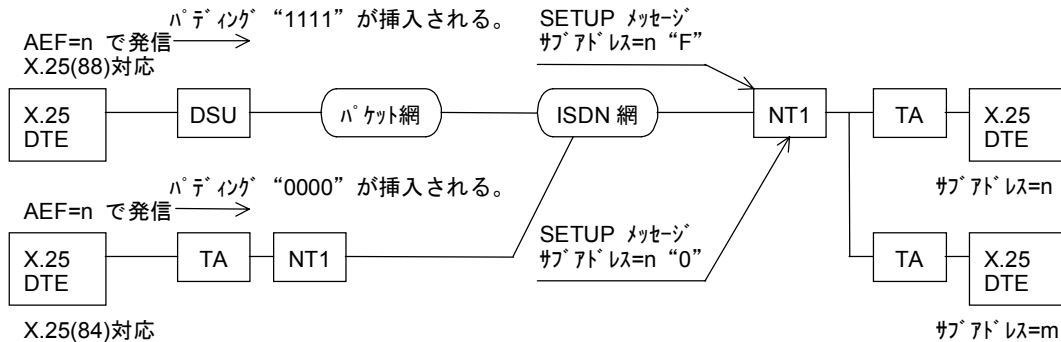 ﾊﾟﾃﾞｨﾝｸﾞ “1111” が挿入される。
AEF=n で発信
X.25(88)対応
SETUP ﾒｯｾｰｼﾞ
ｻﾌﾞｱﾄﾞﾚｽ=n “F”
X.25
DTE
DSU
ﾊﾟｹｯﾄ網
ISDN 網
NT1
TA
X.25
DTE
ｻﾌﾞｱﾄﾞﾚｽ=n
ﾊﾟﾃﾞｨﾝｸﾞ “0000” が挿入される。
AEF=n で発信
X.25
DTE
TA
NT1
SETUP ﾒｯｾｰｼﾞ
ｻﾌﾞｱﾄﾞﾚｽ=n “0”
TA
X.25
DTE
X.25(84)対応
ｻﾌﾞｱﾄﾞﾚｽ=m